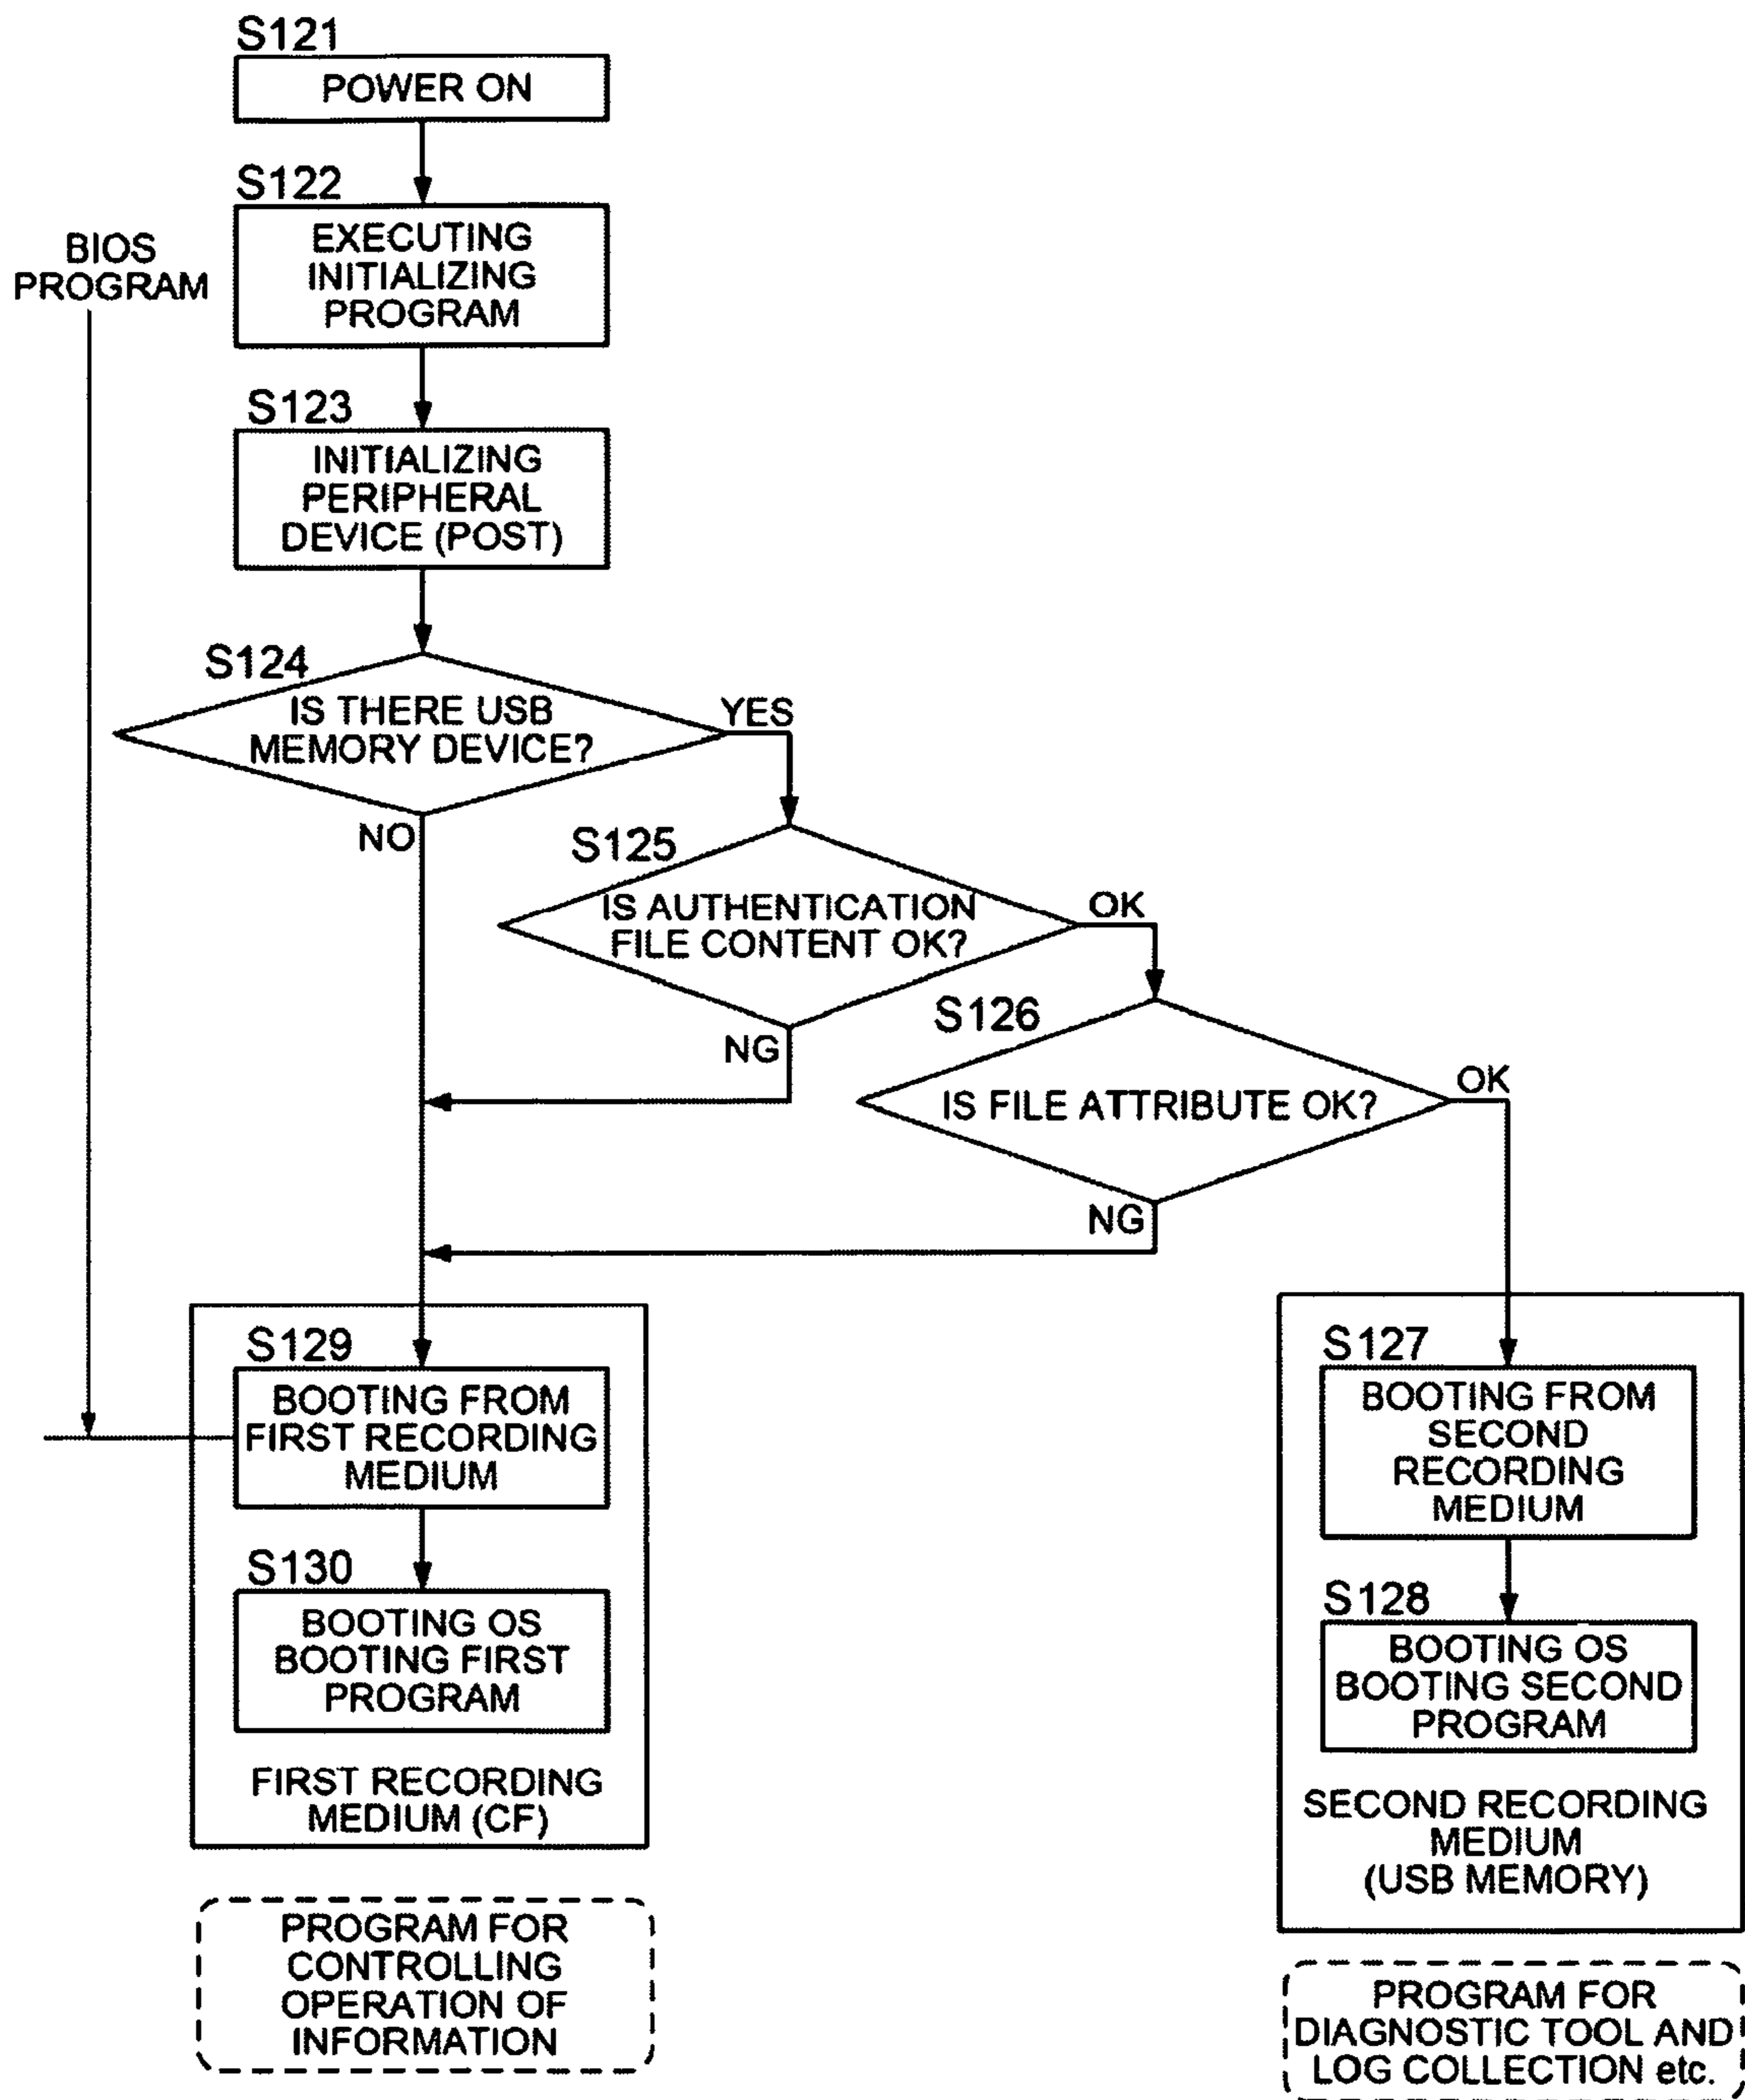 S121
POWER ON
S122
EXECUTING
INITIALIZING
PROGRAM
BIOS
PROGRAM
S123
INITIALIZING
PERIPHERAL
DEVICE (POST)
S124
IS THERE USB
MEMORY DEVICE?
YES
NO
S125
IS AUTHENTICATION
FILE CONTENT OK?
OK
NG
S126
IS FILE ATTRIBUTE OK?
OK
NG
S129
BOOTING FROM
FIRST RECORDING
MEDIUM
S130
BOOTING OS
BOOTING FIRST
PROGRAM
FIRST RECORDING
MEDIUM (CF)
PROGRAM FOR
CONTROLLING
OPERATION OF
INFORMATION
S127
BOOTING FROM
SECOND
RECORDING
MEDIUM
S128
BOOTING OS
BOOTING SECOND
PROGRAM
SECOND RECORDING
MEDIUM
(USB MEMORY)
PROGRAM FOR
DIAGNOSTIC TOOL AND
LOG COLLECTION etc.